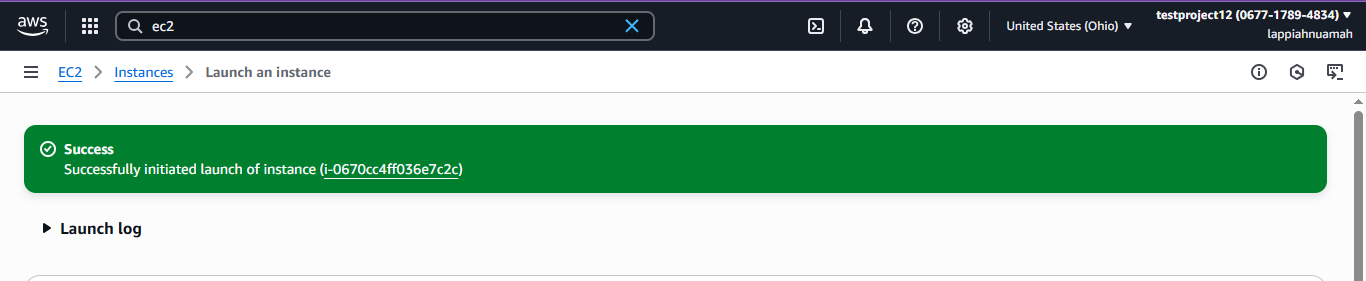 aws
ec2
United States (Ohio)
testproject12 (0677-1789-4834)
lappiahnuamah
EC2 > Instances > Launch an instance
Success
Successfully initiated launch of instance (i-0670cc4ff036e7c2c)
Launch log